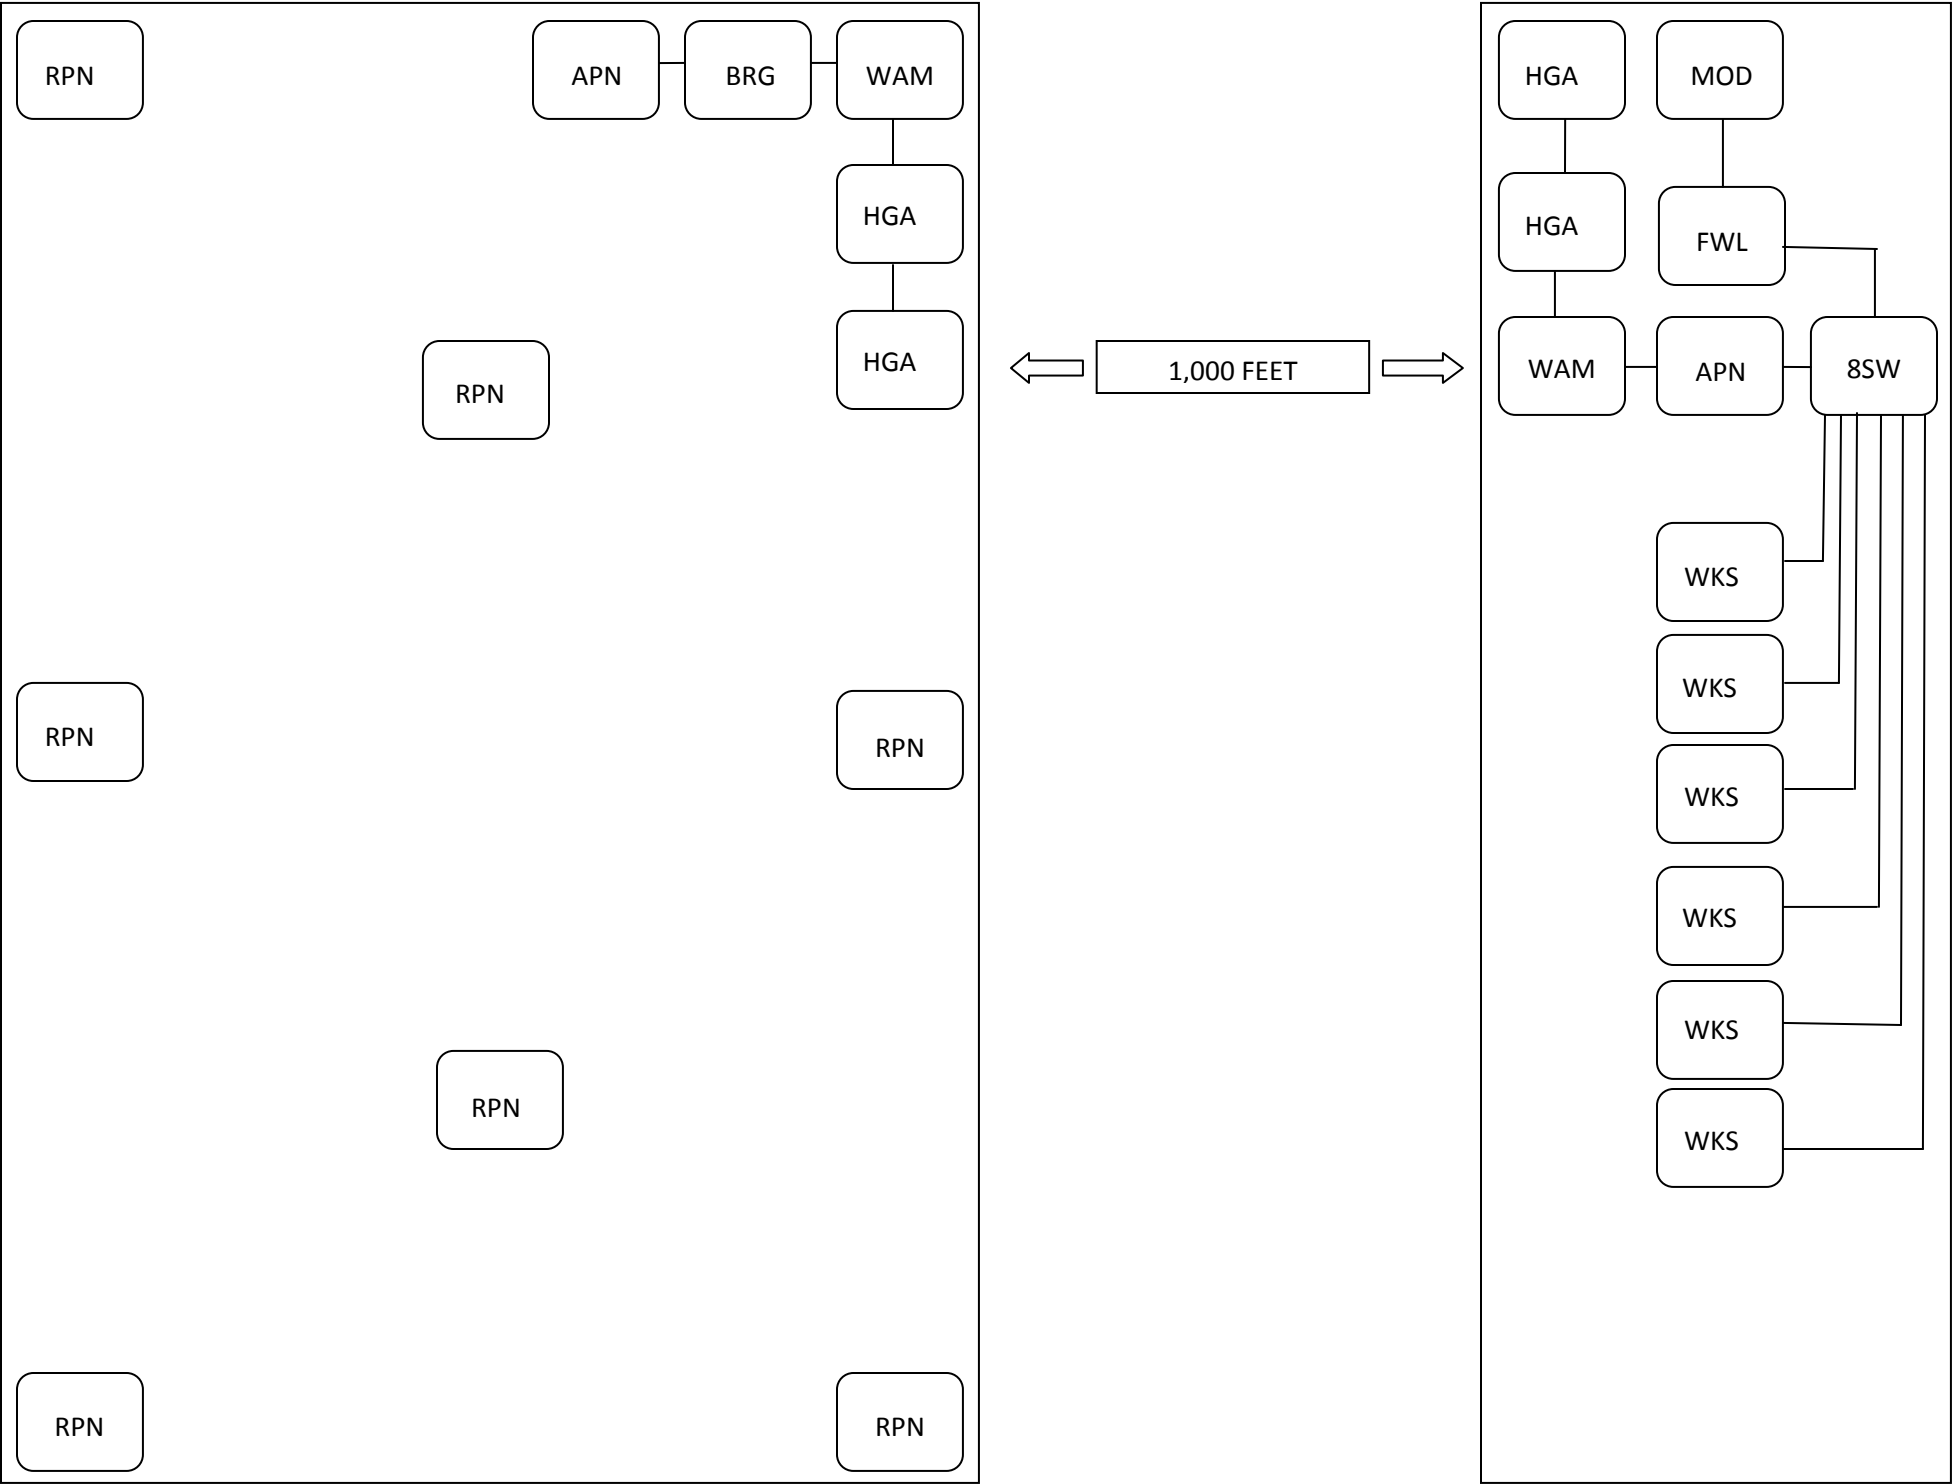 RPN
APN
BRG
WAM
HGA
HGA
RPN
RPN
RPN
RPN
RPN
RPN
1,000 FEET
HGA
MOD
HGA
FWL
WAM
APN
8SW
WKS
WKS
WKS
WKS
WKS
WKS